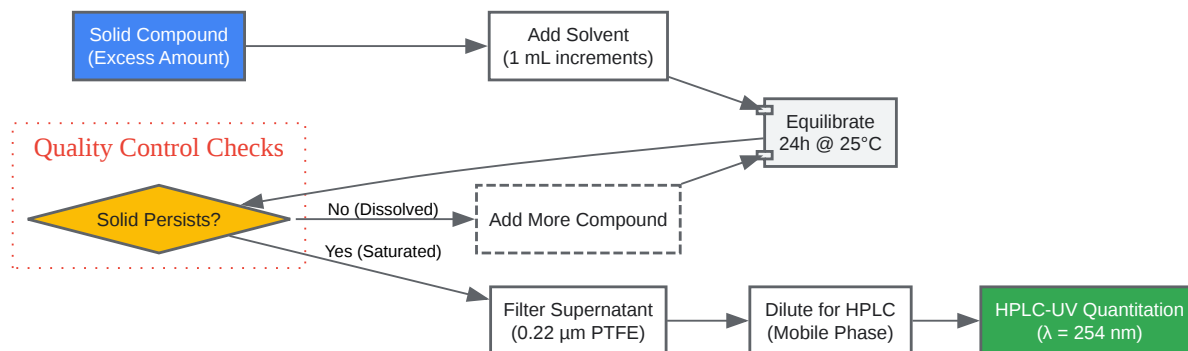 Solid Compound
(Excess Amount)
Add Solvent
(1 mL increments)
Equilibrate
24h @ 25°C
Quality Control Checks
Solid Persists?
No (Dissolved)
Add More Compound
Yes (Saturated)
Filter Supernatant
(0.22 µm PTFE)
Dilute for HPLC
(Mobile Phase)
HPLC-UV Quantitation
(λ = 254 nm)